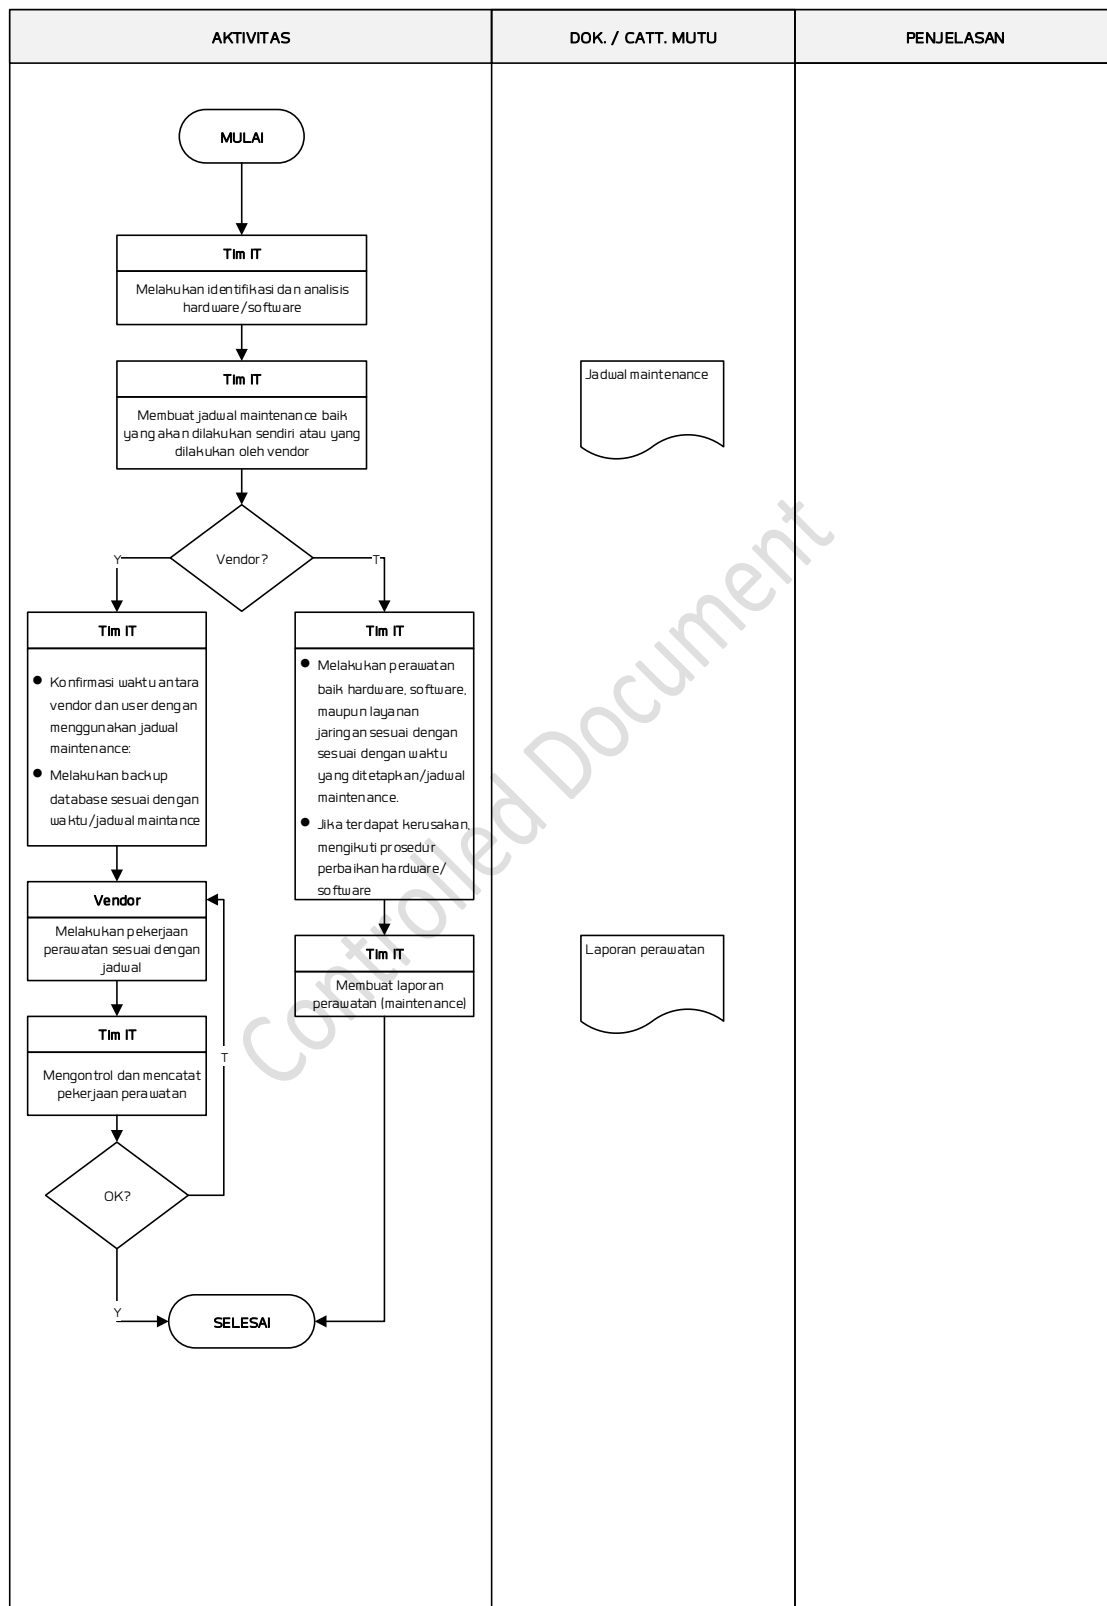 AKTIVITAS
DOK. / CATT. MUTU
PENJELASAN
MULAI
Tim IT
Melakukan identifikasi dan analisis
hardware/software
Tim IT
Membuat jadwal maintenance baik
yang akan dilakukan sendiri atau yang
dilakukan oleh vendor
Jadwal maintenance
Vendor?
Y
T
Tim IT
● Konfirmasi waktu antara
vendor dan user dengan
menggunakan jadwal
maintenance;
● Melakukan backup
database sesuai dengan
waktu/jadwal maintance
Tim IT
● Melakukan perawatan
baik hardware, software,
maupun layanan
jaringan sesuai dengan
sesuai dengan waktu
yang ditetapkan/jadwal
maintenance.
● Jika terdapat kerusakan,
mengikuti prosedur
perbaikan hardware/
software
Vendor
Melakukan pekerjaan
perawatan sesuai dengan
jadwal
Tim IT
Membuat laporan
perawatan (maintenance)
Laporan perawatan
Tim IT
Mengontrol dan mencatat
pekerjaan perawatan
T
OK?
Y
SELESAI
Controlled Document